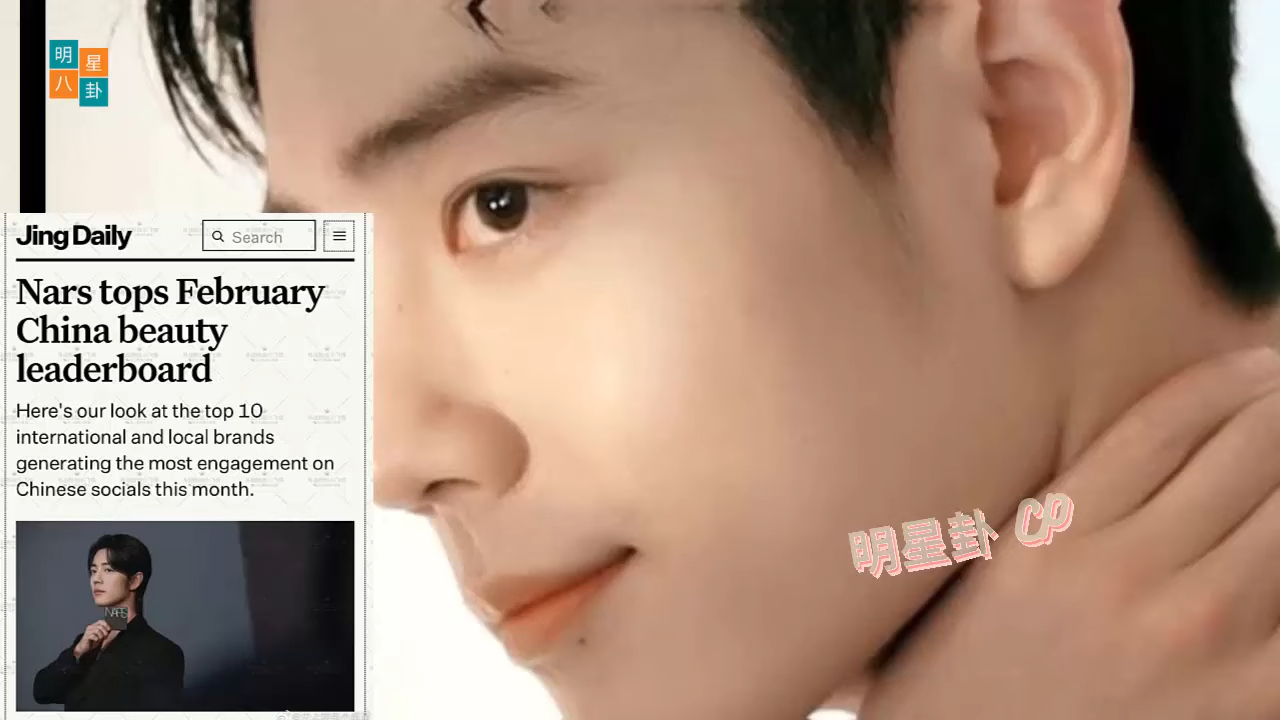 明星
八卦
Jing Daily
Search
Nars tops February
China beauty
leaderboard
Here's our look at the top 10
international and local brands
generating the most engagement on
Chinese socials this month.
NARS
明星卦 CP